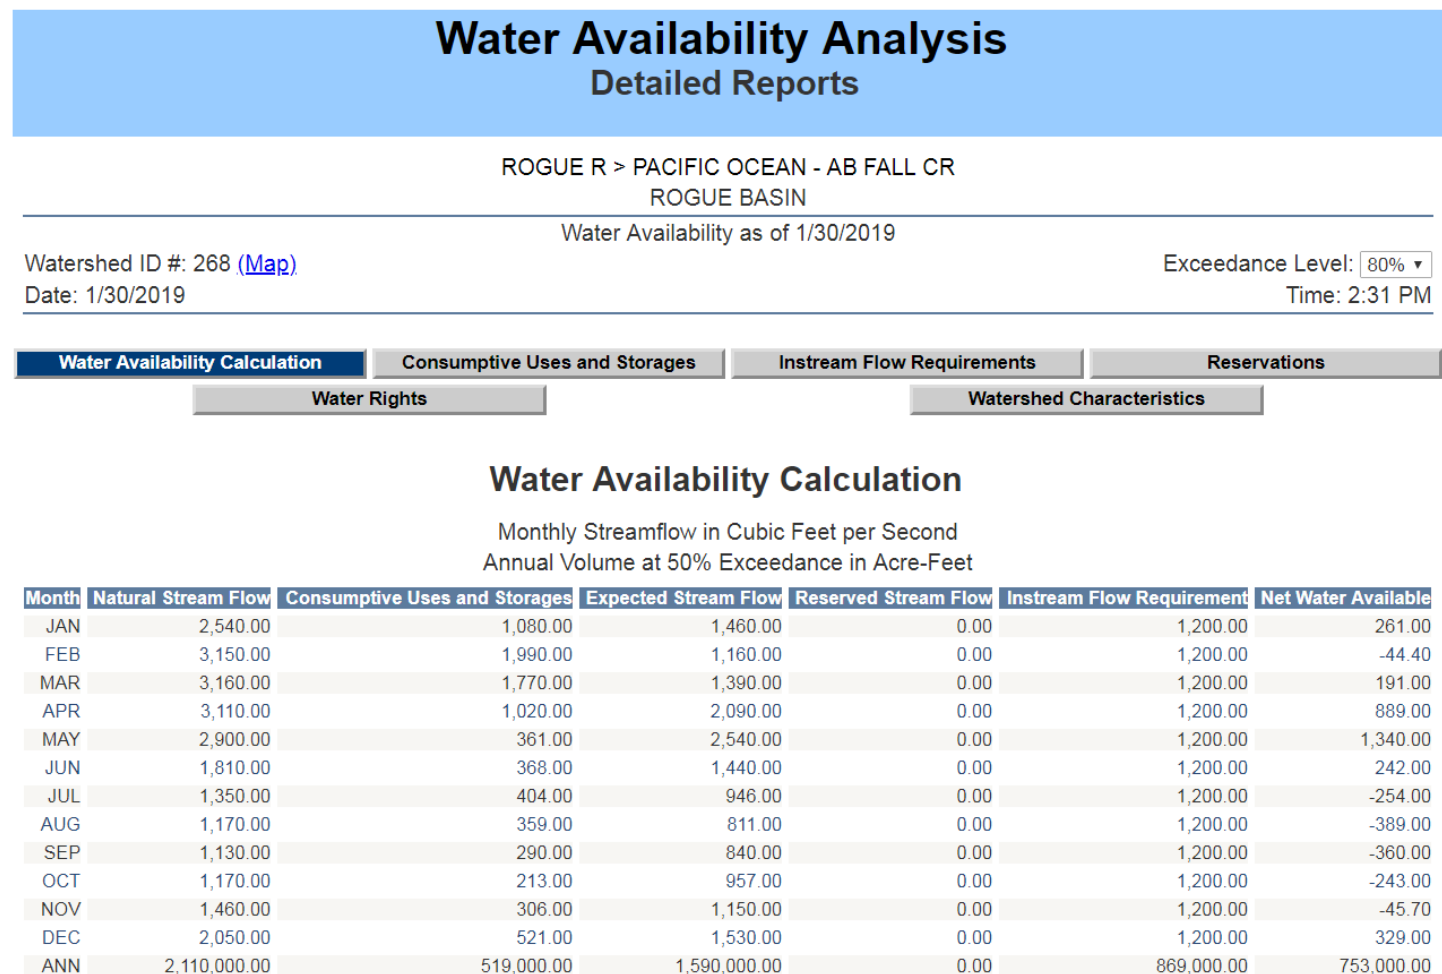 Water Availability Analysis
Detailed Reports
ROGUE R > PACIFIC OCEAN - AB FALL CR
ROGUE BASIN
Water Availability as of 1/30/2019
Watershed ID #: 268 (Map) Exceedance Level: 80%
Date: 1/30/2019 Time: 2:31 PM
Water Availability Calculation Consumptive Uses and Storages Instream Flow Requirements Reservations
Water Rights Watershed Characteristics
Water Availability Calculation
Monthly Streamflow in Cubic Feet per Second
Annual Volume at 50% Exceedance in Acre-Feet
Month Natural Stream Flow Consumptive Uses and Storages Expected Stream Flow Reserved Stream Flow Instream Flow Requirement Net Water Available
JAN 2,540.00 1,080.00 1,460.00 0.00 1,200.00 261.00
FEB 3,150.00 1,990.00 1,160.00 0.00 1,200.00 -44.40
MAR 3,160.00 1,770.00 1,390.00 0.00 1,200.00 191.00
APR 3,110.00 1,020.00 2,090.00 0.00 1,200.00 889.00
MAY 2,900.00 361.00 2,540.00 0.00 1,200.00 1,340.00
JUN 1,810.00 368.00 1,440.00 0.00 1,200.00 242.00
JUL 1,350.00 404.00 946.00 0.00 1,200.00 -254.00
AUG 1,170.00 359.00 811.00 0.00 1,200.00 -389.00
SEP 1,130.00 290.00 840.00 0.00 1,200.00 -360.00
OCT 1,170.00 213.00 957.00 0.00 1,200.00 -243.00
NOV 1,460.00 306.00 1,150.00 0.00 1,200.00 -45.70
DEC 2,050.00 521.00 1,530.00 0.00 1,200.00 329.00
ANN 2,110,000.00 519,000.00 1,590,000.00 0.00 869,000.00 753,000.00